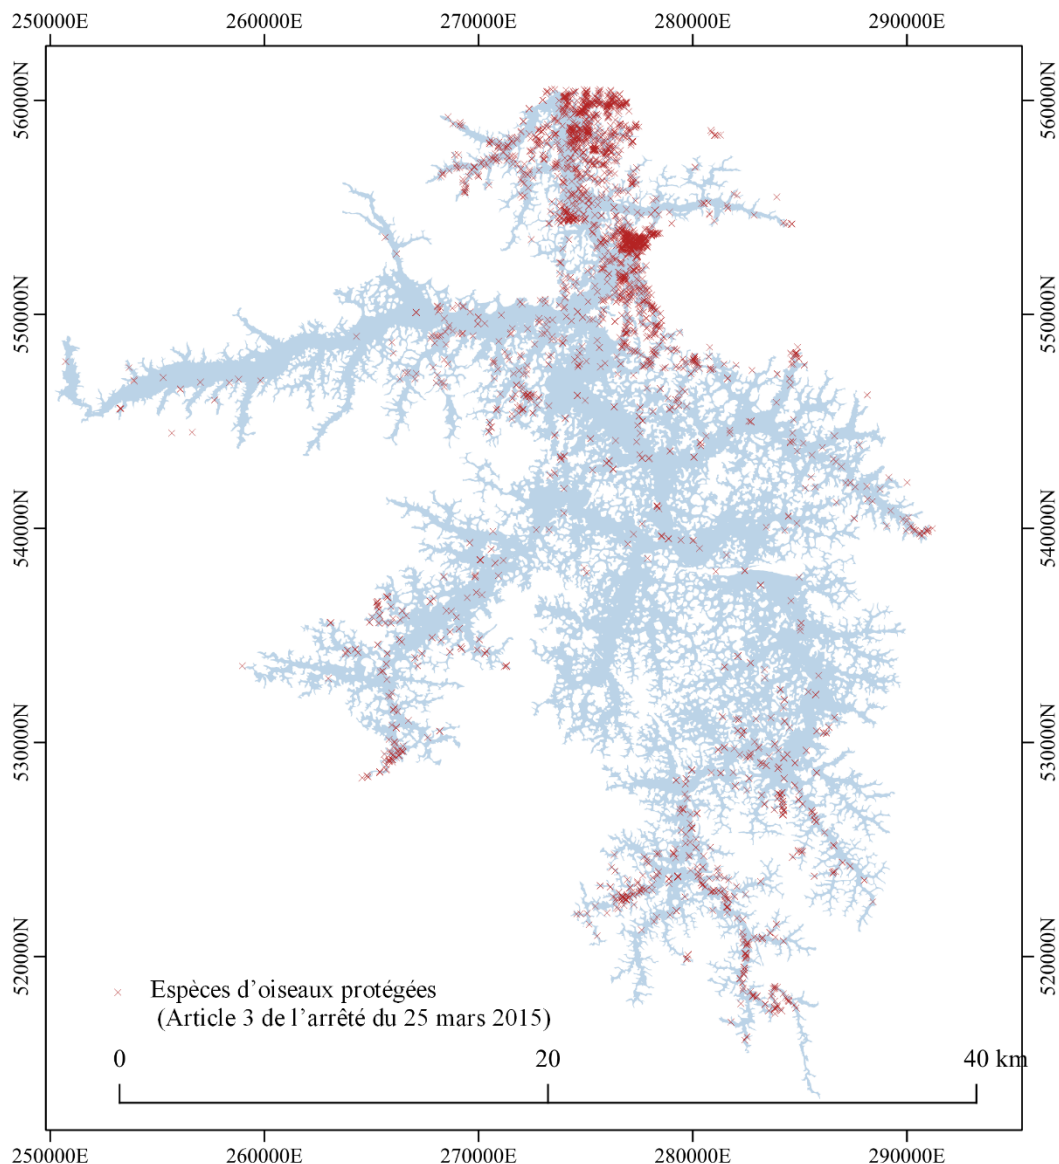 250000E 260000E 270000E 280000E 290000E
560000N 560000N
550000N 550000N
540000N 540000N
530000N 530000N
520000N 520000N
Espèces d’oiseaux protégées
(Article 3 de l’arrêté du 25 mars 2015)
0 20 40 km
250000E 260000E 270000E 280000E 290000E